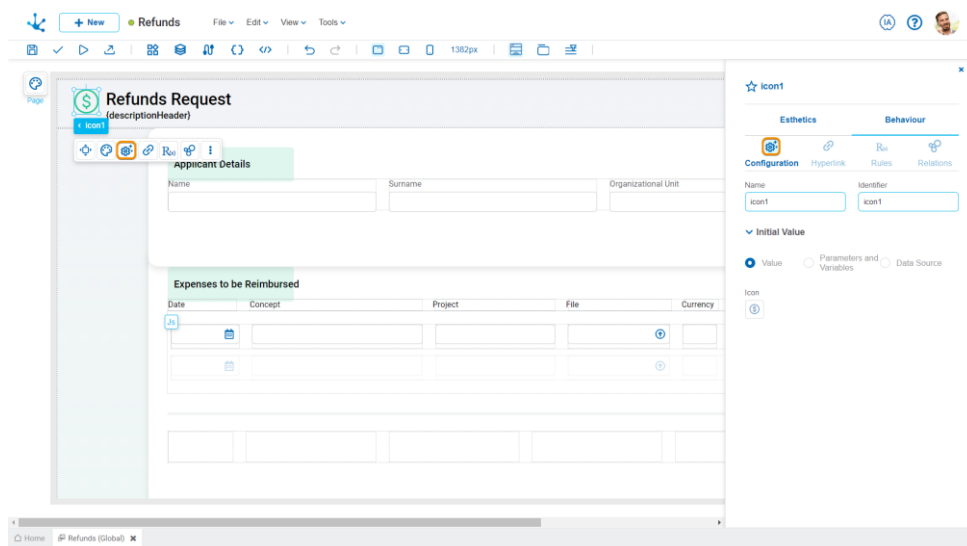 + New
Refunds
File
Edit
View
Tools
IA
?
1382px
Page
Refunds Request
{descriptionHeader}
icon1
Applicant Details
Name
Surname
Organizational Unit
Expenses to be Reimbursed
Date
Concept
Project
File
Currency
Js
icon1
Esthetics
Behaviour
Configuration
Hyperlink
Rules
Relations
Name
Identifier
icon1
icon1
Initial Value
Value
Parameters and
Variables
Data Source
Icon
Home
Refunds (Global)